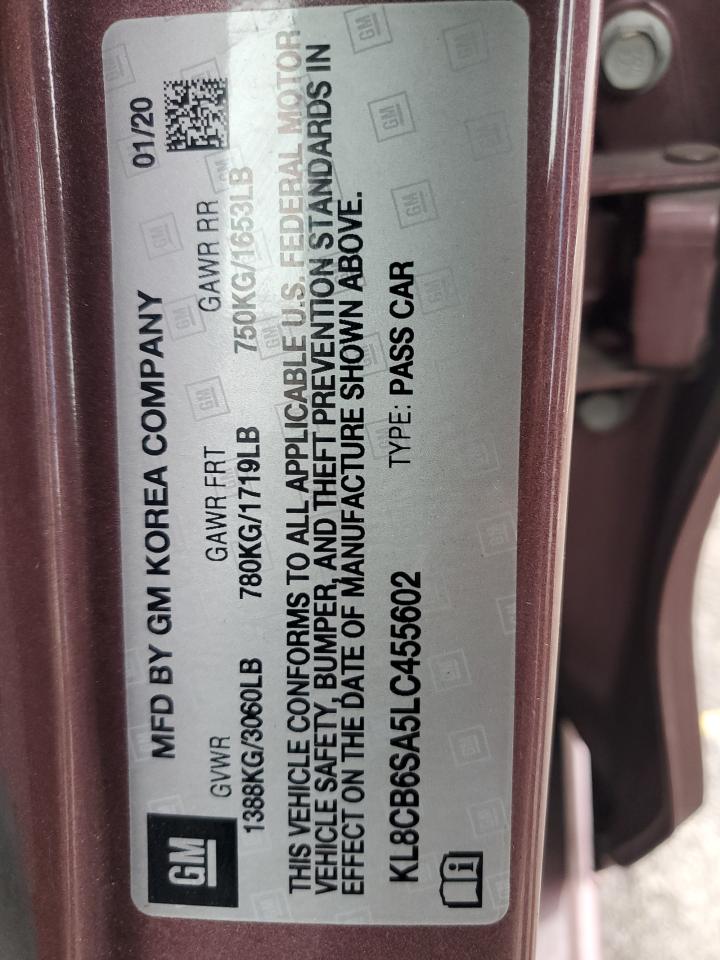 GM
MFD BY GM KOREA COMPANY 01/20
GVWR GAWR FRT GAWR RR
1388KG/3060LB 780KG/1719LB 750KG/1653LB
THIS VEHICLE CONFORMS TO ALL APPLICABLE U.S. FEDERAL MOTOR
VEHICLE SAFETY, BUMPER, AND THEFT PREVENTION STANDARDS IN
EFFECT ON THE DATE OF MANUFACTURE SHOWN ABOVE.
KL8CB6SA5LC455602 TYPE: PASS CAR